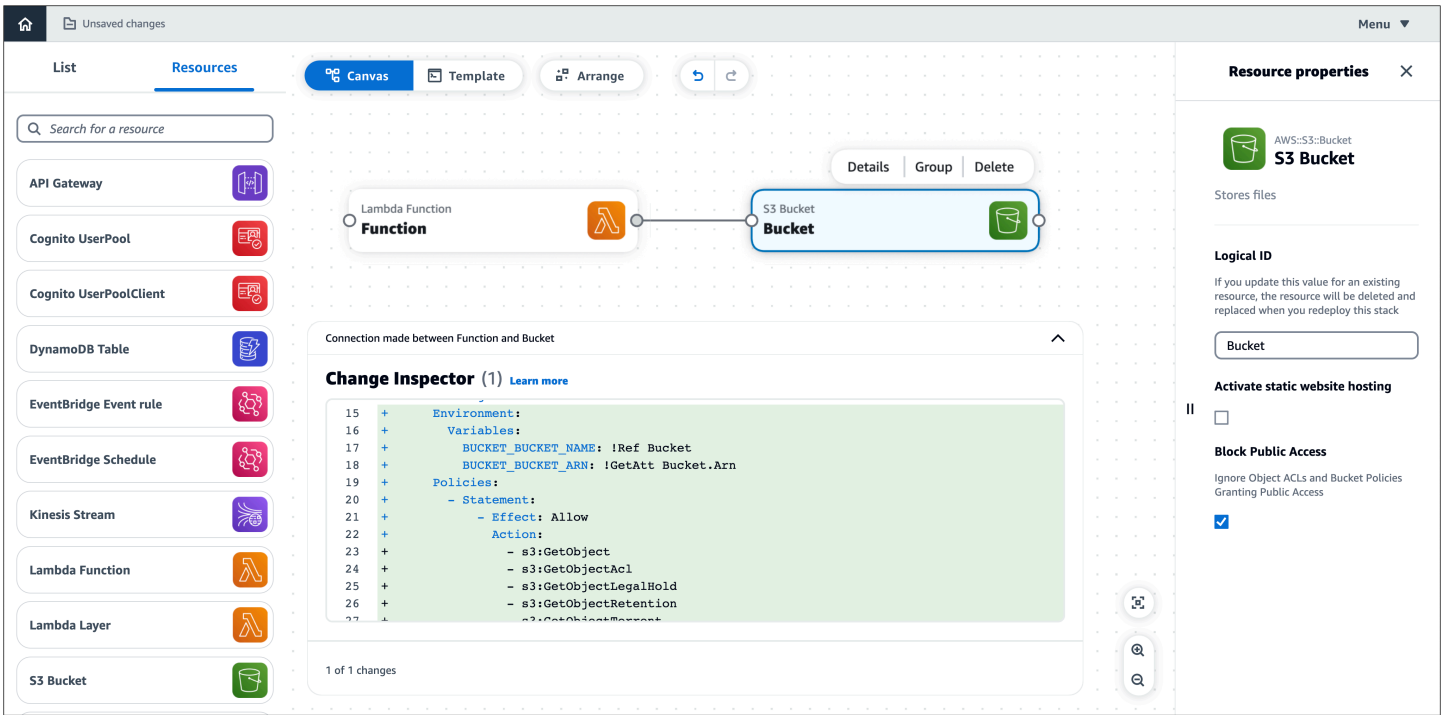 Unsaved changes
Menu ▼
List
Resources
Search for a resource
API Gateway
Cognito UserPool
Cognito UserPoolClient
DynamoDB Table
EventBridge Event rule
EventBridge Schedule
Kinesis Stream
Lambda Function
Lambda Layer
S3 Bucket
Canvas
Template
Arrange
Details
Group
Delete
Lambda Function
Function
S3 Bucket
Bucket
Connection made between Function and Bucket
Change Inspector (1) Learn more
15 + Environment:
16 + Variables:
17 + BUCKET_BUCKET_NAME: !Ref Bucket
18 + BUCKET_BUCKET_ARN: !GetAtt Bucket.Arn
19 + Policies:
20 + - Statement:
21 + - Effect: Allow
22 + Action:
23 + - s3:GetObject
24 + - s3:GetObjectAcl
25 + - s3:GetObjectLegalHold
26 + - s3:GetObjectRetention
27 + - s3:GetObjectTorrent
1 of 1 changes
Resource properties
AWS::S3::Bucket
S3 Bucket
Stores files
Logical ID
If you update this value for an existing
resource, the resource will be deleted and
replaced when you redeploy this stack
Bucket
Activate static website hosting
Block Public Access
Ignore Object ACLs and Bucket Policies
Granting Public Access